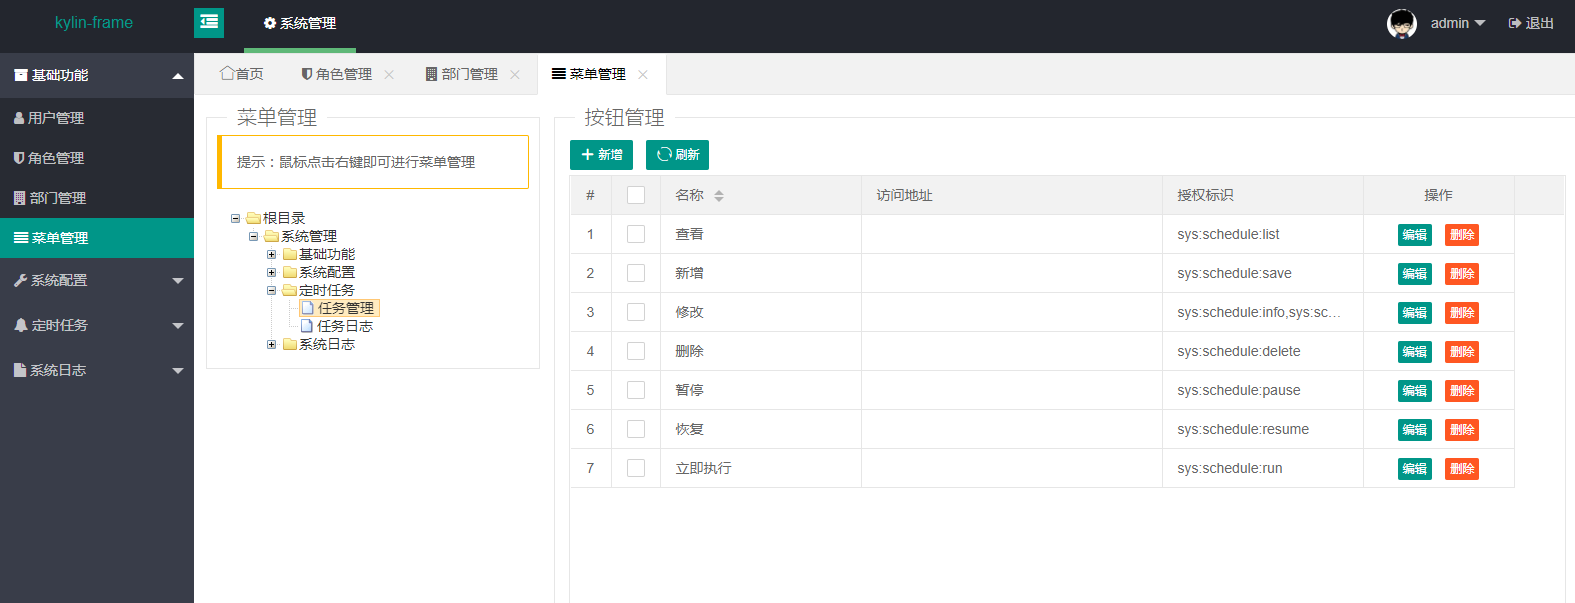 kylin-frame
系统管理
admin
退出
基础功能
用户管理
角色管理
部门管理
菜单管理
系统配置
定时任务
系统日志
首页
角色管理
部门管理
菜单管理
菜单管理
提示：鼠标点击右键即可进行菜单管理
根目录
系统管理
基础功能
系统配置
定时任务
任务管理
任务日志
系统日志
按钮管理
新增 刷新
# 名称 访问地址 授权标识 操作
1 查看 sys:schedule:list 编辑 删除
2 新增 sys:schedule:save 编辑 删除
3 修改 sys:schedule:info,sys:sc... 编辑 删除
4 删除 sys:schedule:delete 编辑 删除
5 暂停 sys:schedule:pause 编辑 删除
6 恢复 sys:schedule:resume 编辑 删除
7 立即执行 sys:schedule:run 编辑 删除